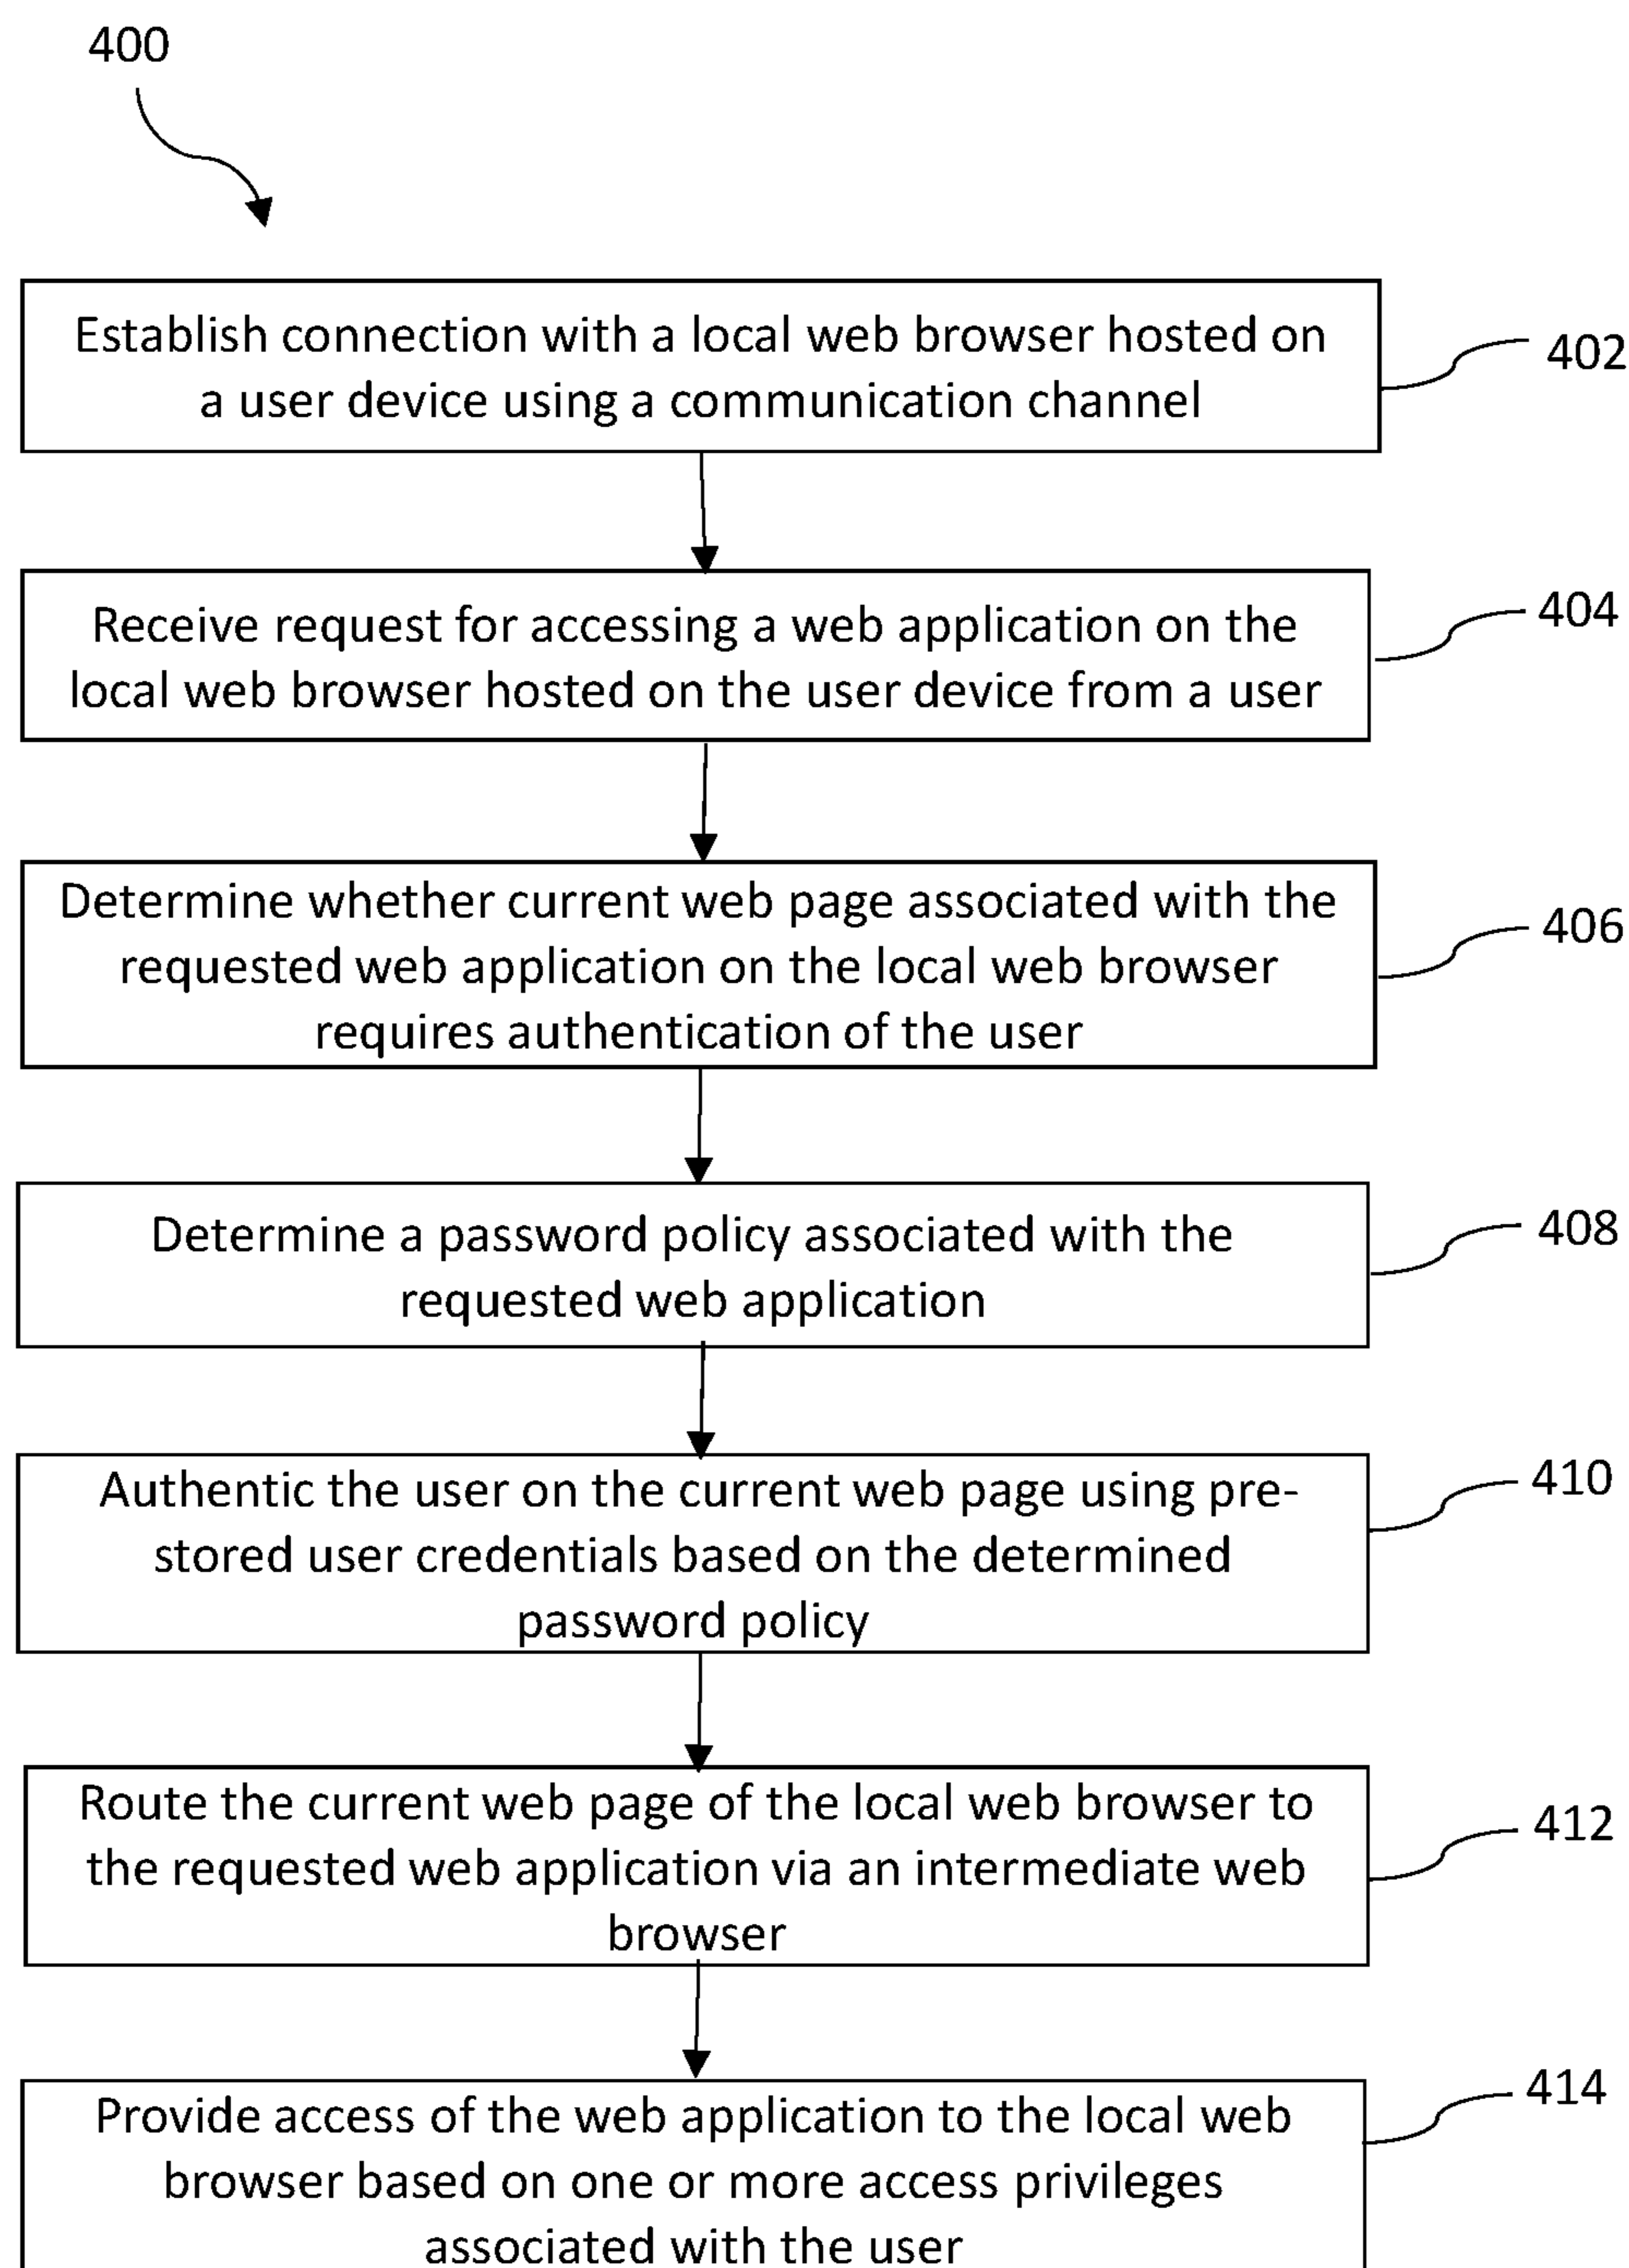 400
Establish connection with a local web browser hosted on
a user device using a communication channel
402
Receive request for accessing a web application on the
local web browser hosted on the user device from a user
404
Determine whether current web page associated with the
requested web application on the local web browser
requires authentication of the user
406
Determine a password policy associated with the
requested web application
408
Authentic the user on the current web page using pre-
stored user credentials based on the determined
password policy
410
Route the current web page of the local web browser to
the requested web application via an intermediate web
browser
412
Provide access of the web application to the local web
browser based on one or more access privileges
associated with the user
414